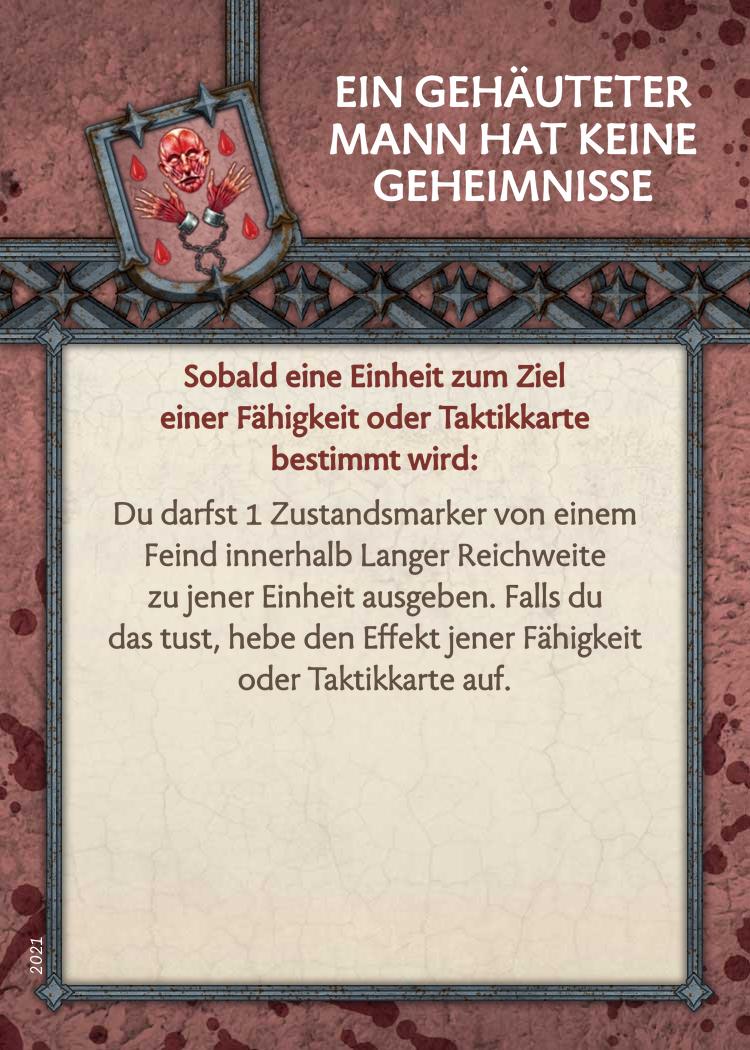 EIN GEHÄUTETER
MANN HAT KEINE
GEHEIMNISSE
Sobald eine Einheit zum Ziel
einer Fähigkeit oder Taktikkarte
bestimmt wird:
Du darfst 1 Zustandsmarker von einem
Feind innerhalb Langer Reichweite
zu jener Einheit ausgeben. Falls du
das tust, hebe den Effekt jener Fähigkeit
oder Taktikkarte auf.
2021